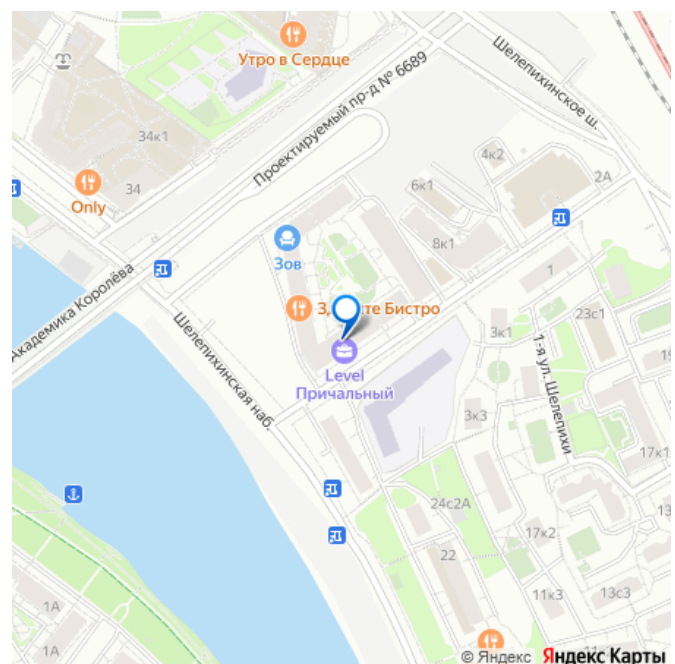 Утро в Сердце
Шелепихинское ш.
Проектируемый пр-д № 6689
34к1
4к2
2А
34
6к1
Only
8к1
Зов
1
Академика Королёва
те Бистро
23с1
3к1
Шелепихинская наб.
1-я ул. Шелепихи
Level
Причальный
3к3
17к1
24с2А
13
17к2
22
1А
11к3
13с3
1А
© Яндекс Яндекс Карты